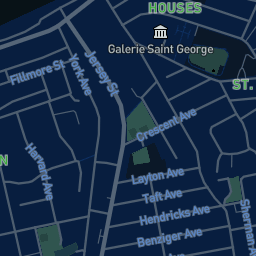 HOUSES
Galerie Saint George
Fillmore St
York Ave
Jersey St
ST.
Crescent Ave
N
Harvard Ave
Layton Ave
Taft Ave
Hendricks Ave
Benziger Ave
Sherman
Ave